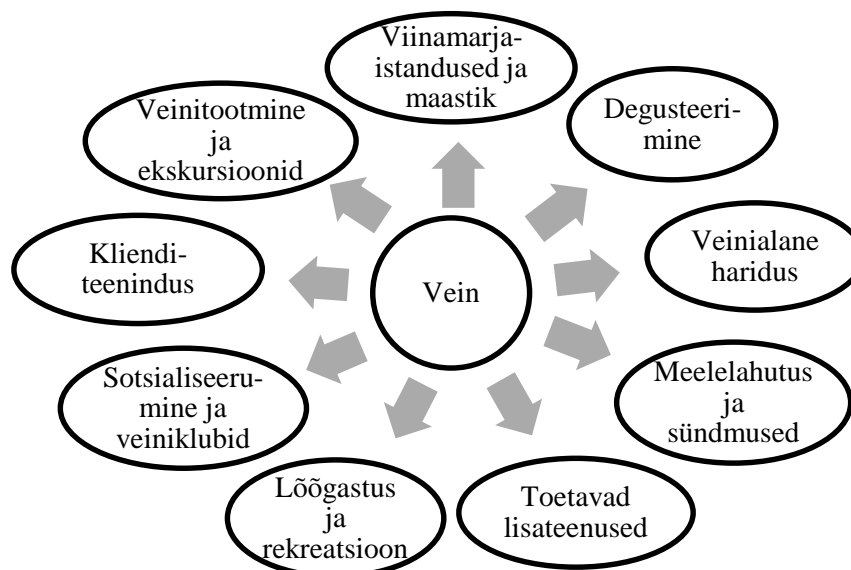 Viinamarja-
istandused ja
maastik
Degusteeri-
mine
Veinialane
haridus
Meelelahutus
ja
sündmused
Toetavad
lisateenused
Lõõgastus
ja
rekreatsioon
Sotsialiseeru-
mine ja
veiniklubid
Kliendi-
teenindus
Veinitootmine
ja
ekskursioonid
Vein